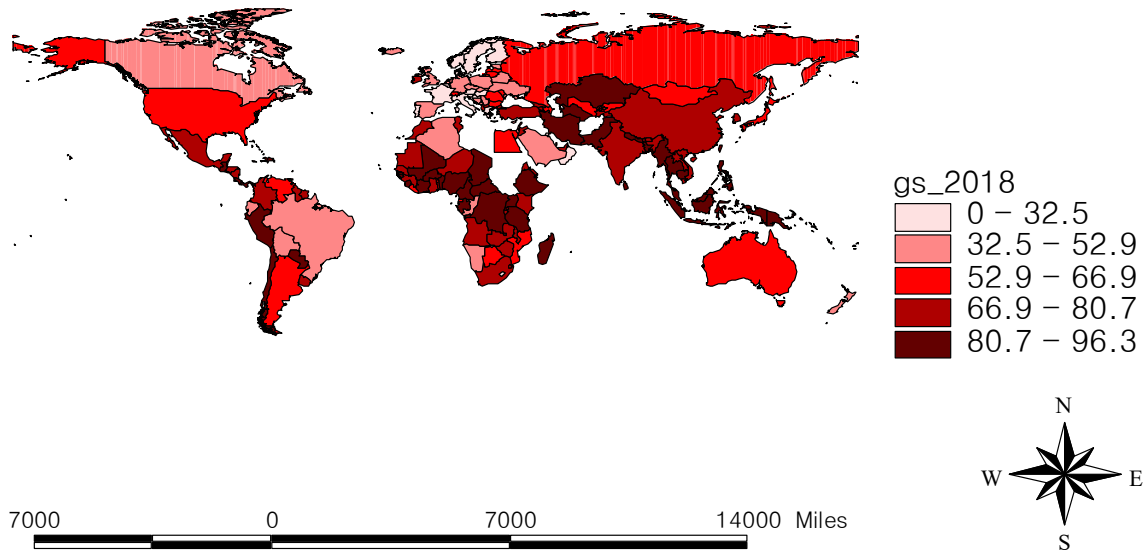 gs_2018
0 – 32.5
32.5 – 52.9
52.9 – 66.9
66.9 – 80.7
80.7 – 96.3
N
W E
S
7000 0 7000 14000 Miles